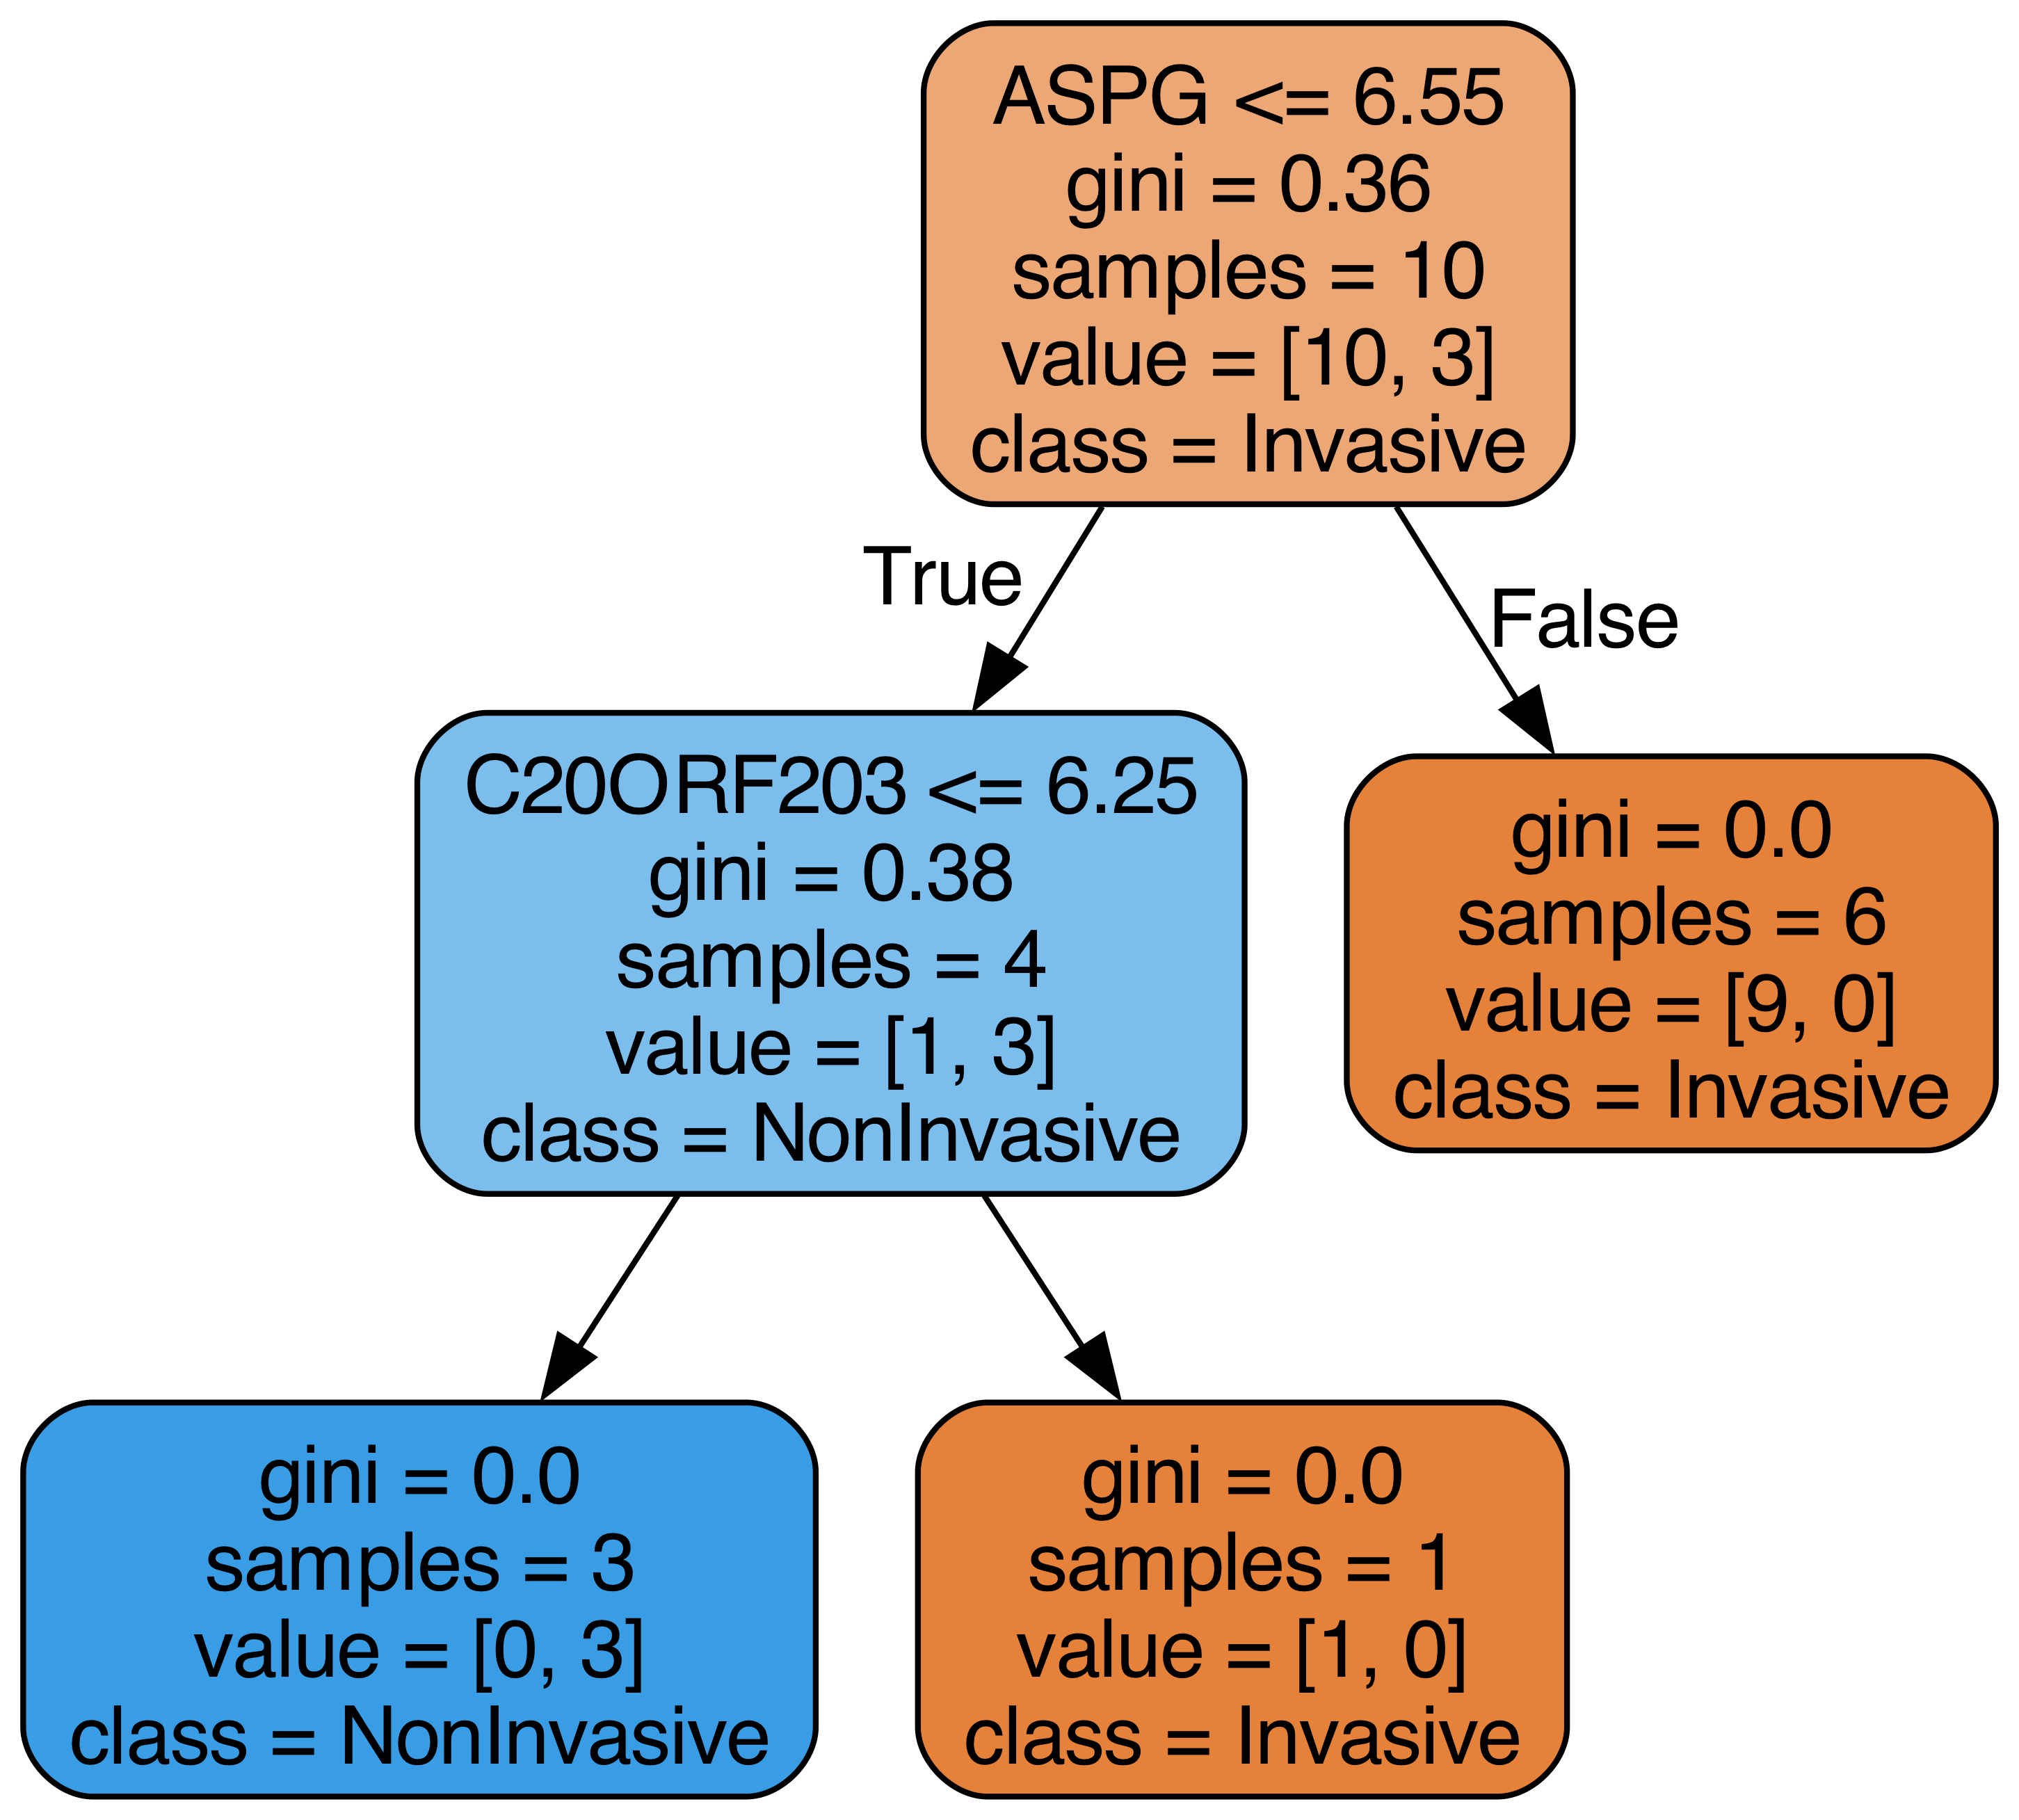 ASPG <= 6.55
gini = 0.36
samples = 10
value = [10, 3]
class = Invasive
True
False
C20ORF203 <= 6.25
gini = 0.38
samples = 4
value = [1, 3]
class = NonInvasive
gini = 0.0
samples = 6
value = [9, 0]
class = Invasive
gini = 0.0
samples = 3
value = [0, 3]
class = NonInvasive
gini = 0.0
samples = 1
value = [1, 0]
class = Invasive